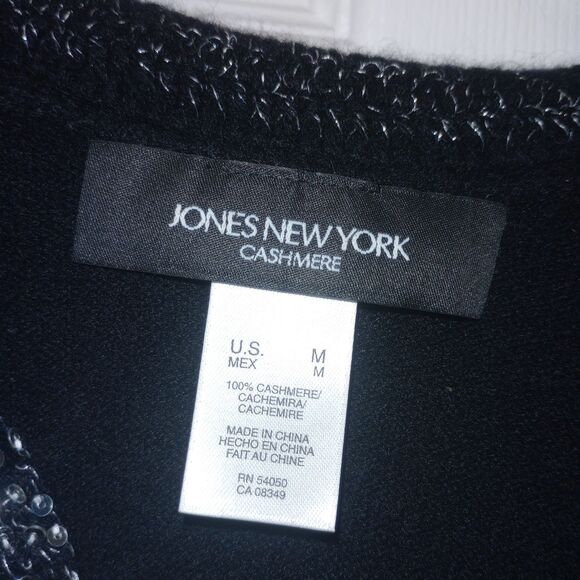 JONES NEW YORK
CASHMERE
U.S. M
MEX M
100% CASHMERE/
CACHEMIRA/
CACHEMIRE
MADE IN CHINA
HECHO EN CHINA
FAIT AU CHINE
RN 54050
CA 08349